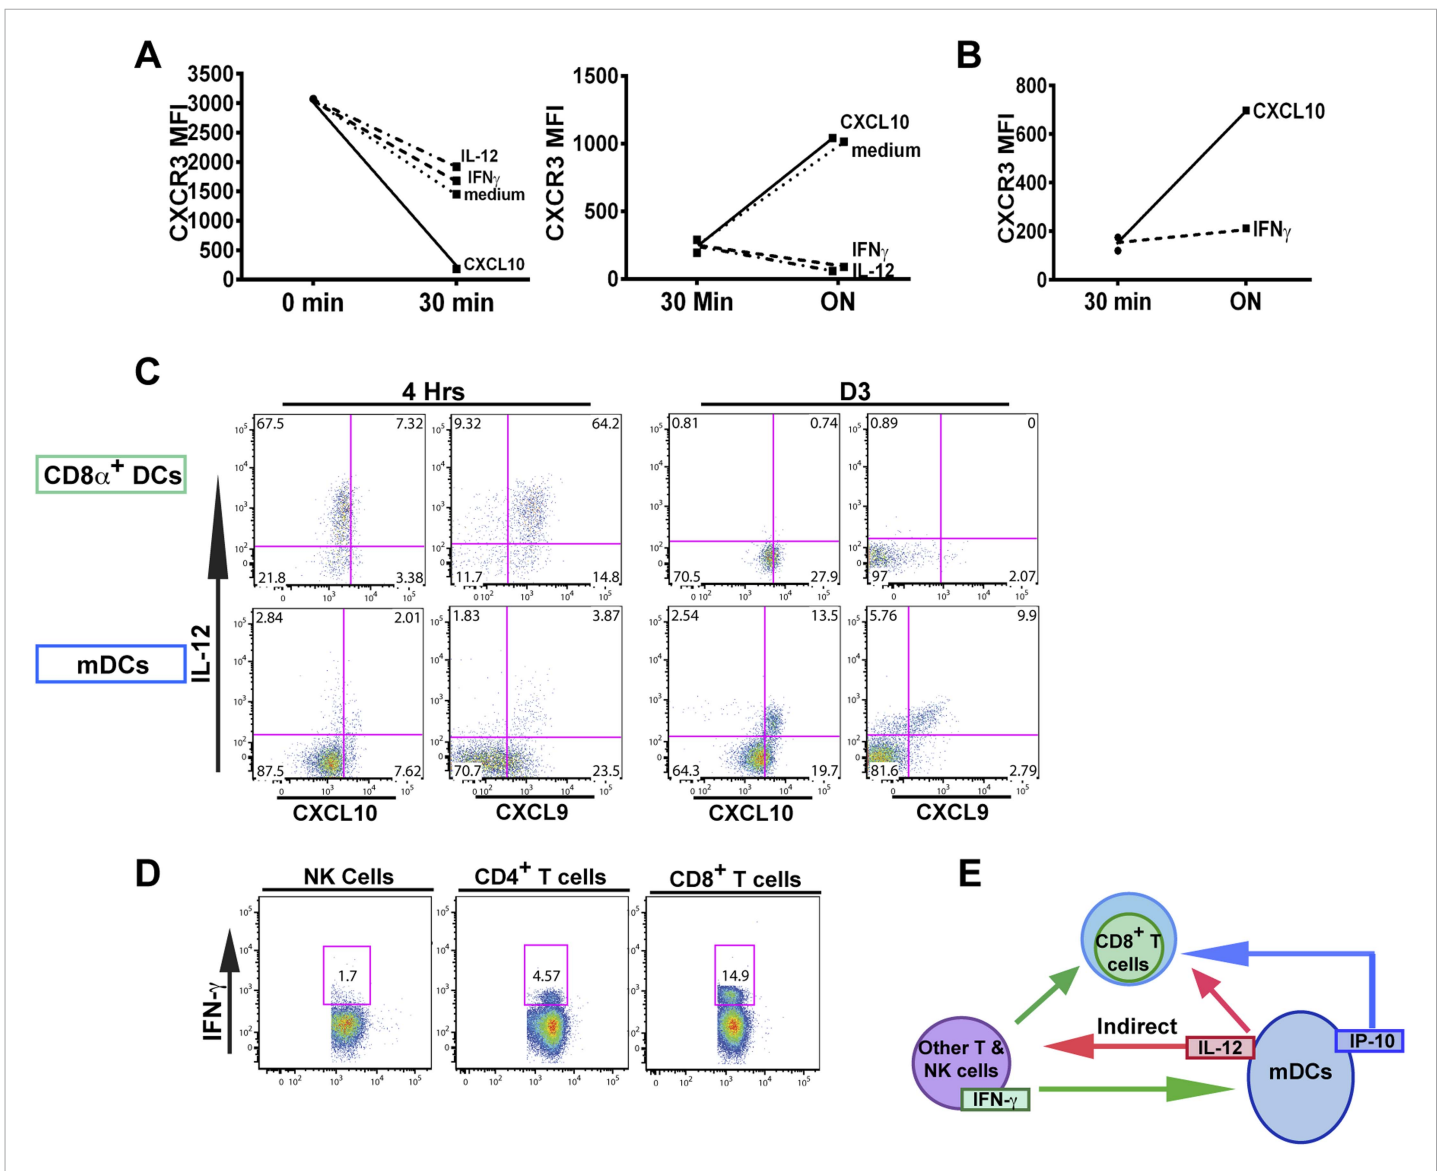 A
CXCR3 MFI
3500
3000
2500
2000
1500
1000
500
0
IL-12
IFNγ
medium
CXCL10
0 min
30 min
CXCR3 MFI
1500
1000
500
0
CXCL10
medium
IFNγ
IL-12
30 Min
ON
B
CXCR3 MFI
800
600
400
200
0
CXCL10
IFNγ
30 min
ON
C
4 Hrs
D3
CD8α+ DCs
mDCs
IL-12
67.5 7.32
21.8 3.38
9.32 64.2
11.7 14.8
0.81 0.74
70.5 27.9
0.89 0
97 2.07
2.84 2.01
87.5 7.62
1.83 3.87
70.7 23.5
2.54 13.5
64.3 19.7
5.76 9.9
81.6 2.79
CXCL10
CXCL9
CXCL10
CXCL9
D
NK Cells
CD4+ T cells
CD8+ T cells
IFN-γ
1.7
4.57
14.9
E
CD8+ T
cells
Indirect
IL-12
IP-10
mDCs
Other T &
NK cells
IFN-γ